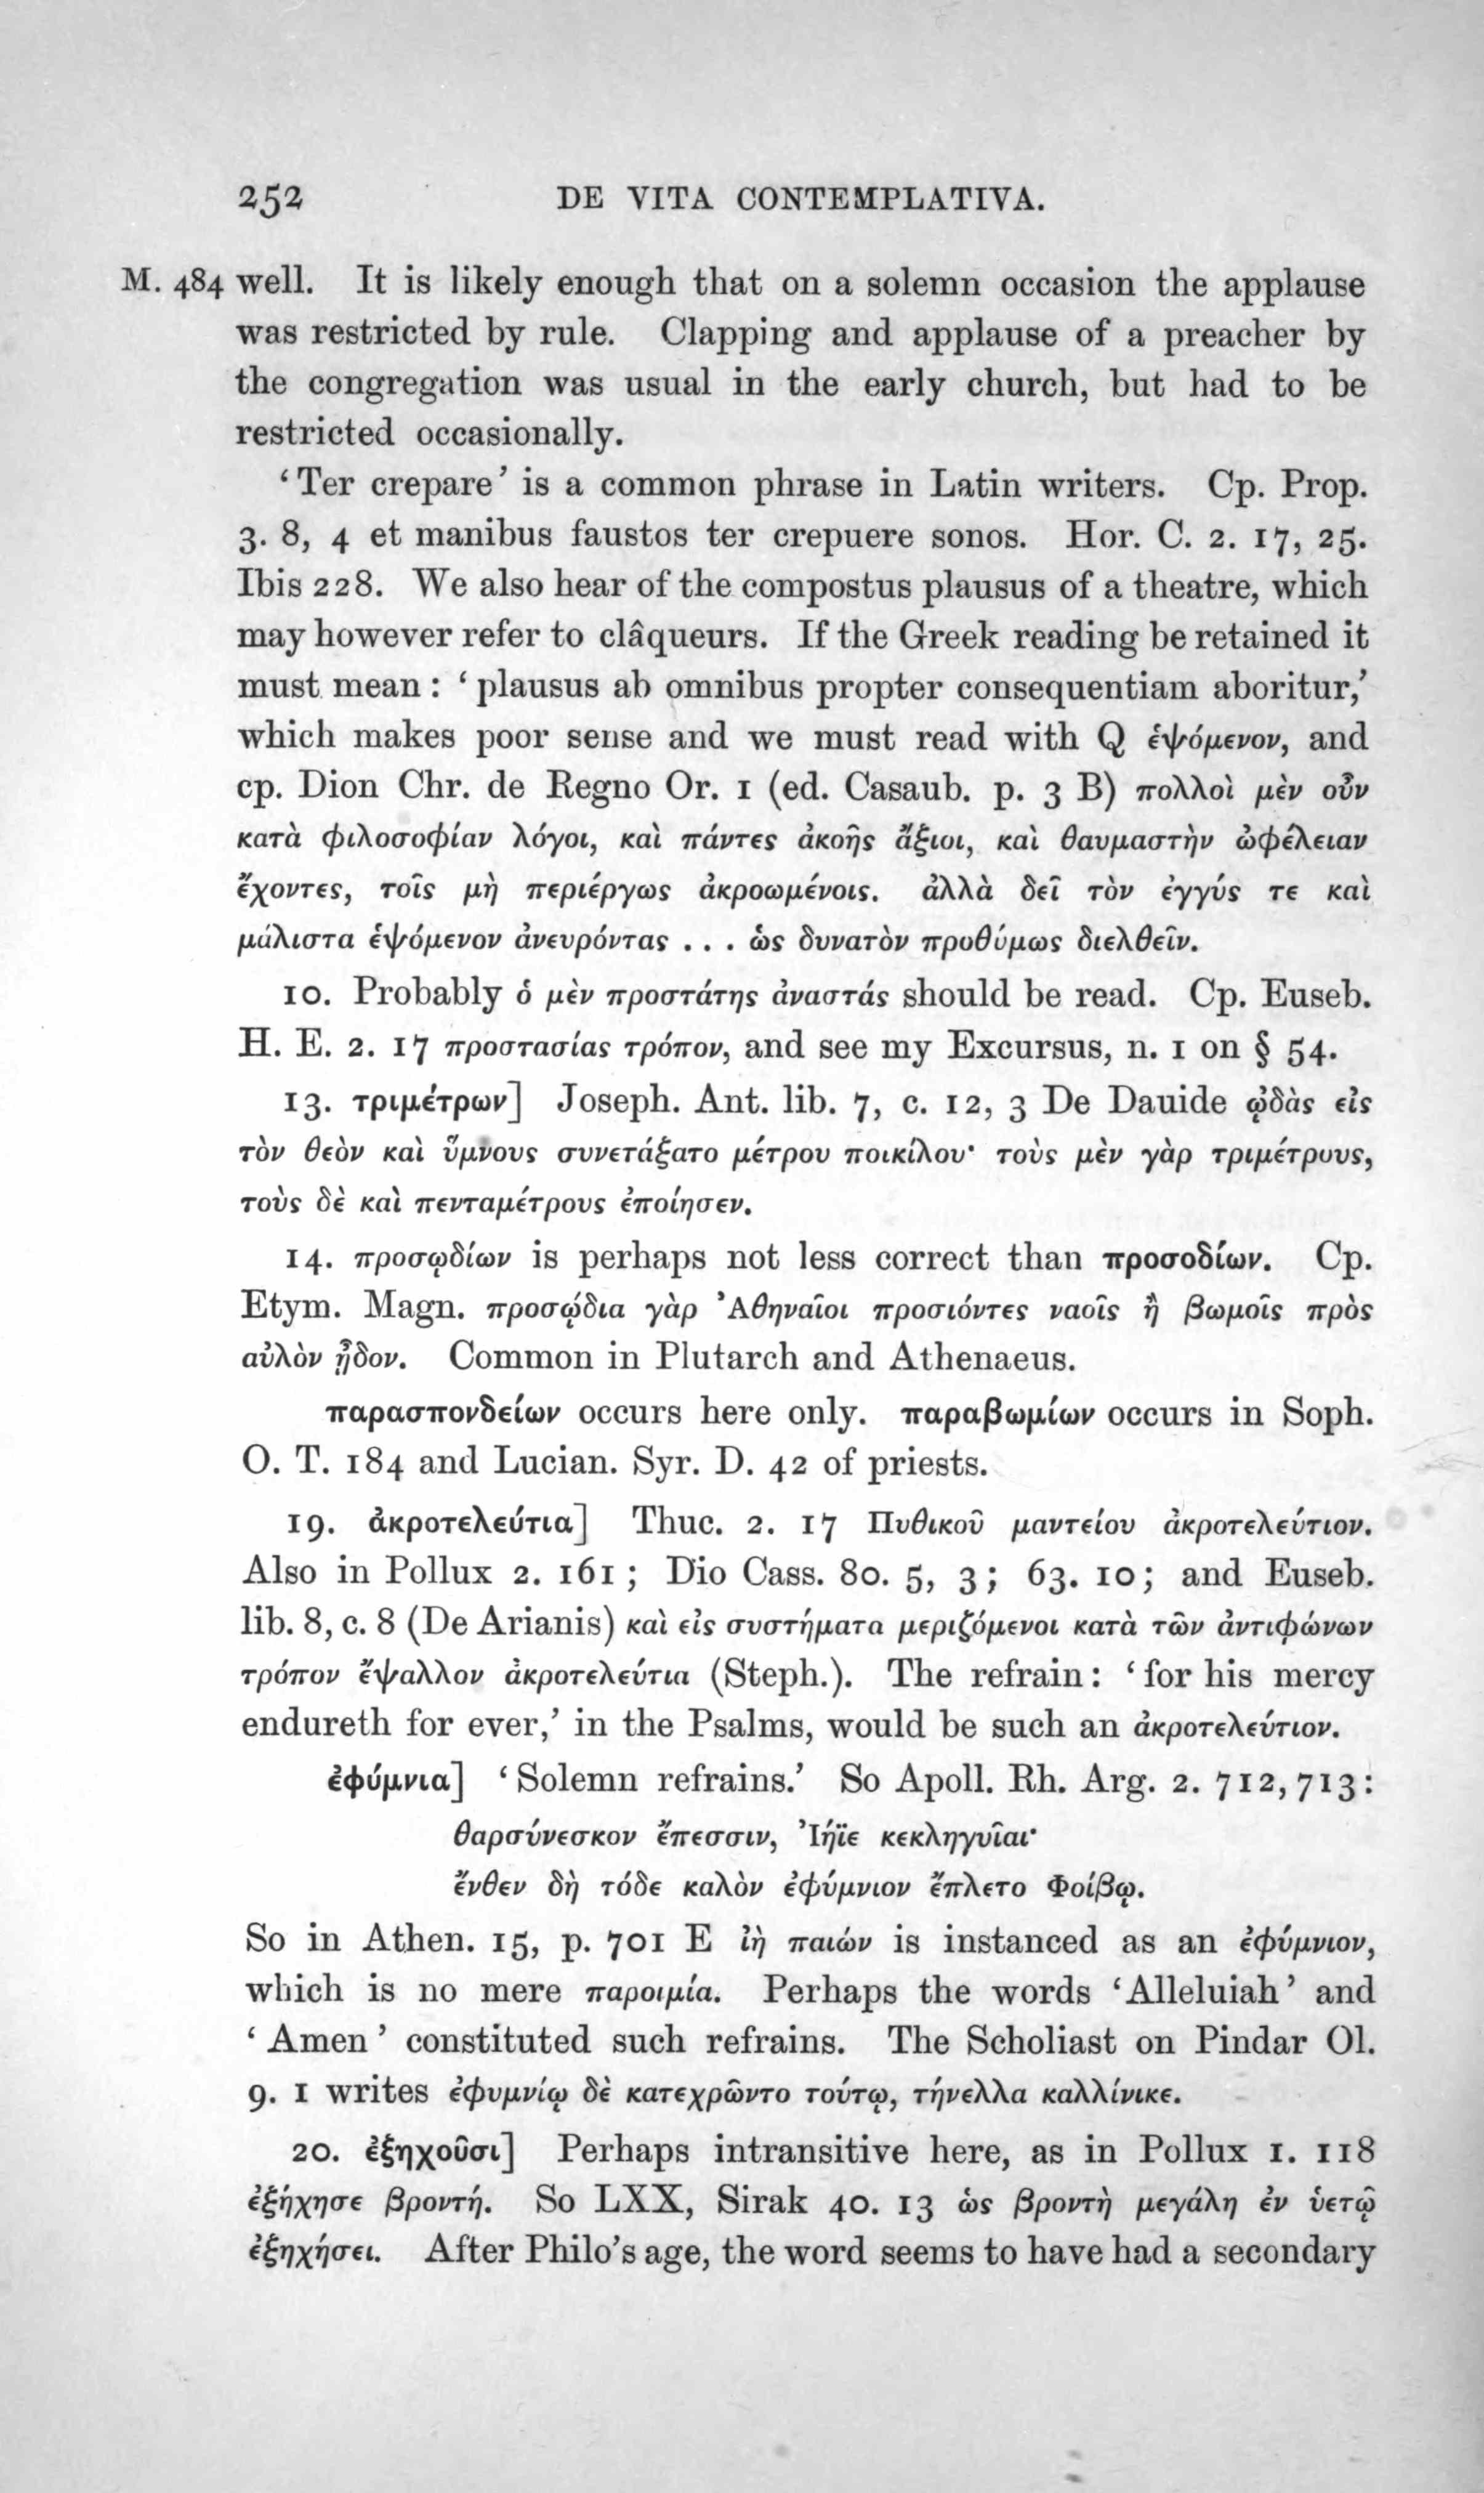 252 DE VITA CONTEMPLATIVA.
M. 484 well. It is likely enough that on a solemn occasion the applause
was restricted by rule. Clapping and applause of a preacher by
the congregation was usual in the early church, but had to be
restricted occasionally.
‘Ter crepare’ is a common phrase in Latin writers. Cp. Prop.
3. 8, 4 et manibus faustos ter crepuere sonos. Hor. C. 2. 17, 25.
Ibis 228. We also hear of the compostus plausus of a theatre, which
may however refer to clâqueurs. If the Greek reading be retained it
must mean: ‘plausus ab omnibus propter consequentiam aboritur,’
which makes poor sense and we must read with Q ἑψόμενον, and
cp. Dion Chr. de Regno Or. 1 (ed. Casaub. p. 3 B) πολλοὶ μὲν οὖν
κατὰ φιλοσοφίαν λόγοι, καὶ πάντες ἀκοῆς ἄξιοι, καὶ θαυμαστὴν ὠφέλειαν
ἔχοντες, τοῖς μὴ περιέργως ἀκροωμένοις. ἀλλὰ δεῖ τὸν ἐγγύς τε καὶ
μάλιστα ἑψόμενον ἀνευρόντας . . . ὡς δυνατὸν προθύμως διελθεῖν.
10. Probably ὁ μὲν προστάτης ἀναστάς should be read. Cp. Euseb.
H. E. 2. 17 προστασίας τρόπον, and see my Excursus, n. 1 on § 54.
13. τριμέτρων] Joseph. Ant. lib. 7, c. 12, 3 De Dauide ᾠδὰς εἰς
τὸν θεὸν καὶ ὕμνους συνετάξατο μέτρου ποικίλου· τοὺς μὲν γὰρ τριμέτρους,
τοὺς δὲ καὶ πενταμέτρους ἐποίησεν.
14. προσῳδίων is perhaps not less correct than προσοδίων. Cp.
Etym. Magn. προσῴδια γὰρ Ἀθηναῖοι προσιόντες ναοῖς ἢ βωμοῖς πρὸς
αὐλὸν ᾖδον. Common in Plutarch and Athenaeus.
παρασπονδείων occurs here only. παραβωμίων occurs in Soph.
O. T. 184 and Lucian. Syr. D. 42 of priests.
19. ἀκροτελεύτια] Thuc. 2. 17 Πυθικοῦ μαντείου ἀκροτελεύτιον.
Also in Pollux 2. 161; Dio Cass. 80. 5, 3; 63. 10; and Euseb.
lib. 8, c. 8 (De Arianis) καὶ εἰς συστήματα μεριζόμενοι κατὰ τῶν ἀντιφώνων
τρόπον ἔψαλλον ἀκροτελεύτια (Steph.). The refrain: ‘for his mercy
endureth for ever,’ in the Psalms, would be such an ἀκροτελεύτιον.
ἐφύμνια] ‘Solemn refrains.’ So Apoll. Rh. Arg. 2. 712, 713:
θαρσύνεσκον ἔπεσσιν, Ἰήϊε κεκληγυῖαι·
ἔνθεν δὴ τόδε καλὸν ἐφύμνιον ἔπλετο Φοίβῳ.
So in Athen. 15, p. 701 E ἰὴ παιών is instanced as an ἐφύμνιον,
which is no mere παροιμία. Perhaps the words ‘Alleluiah’ and
‘Amen’ constituted such refrains. The Scholiast on Pindar Ol.
9. 1 writes ἐφυμνίῳ δὲ κατεχρῶντο τούτῳ, τήνελλα καλλίνικε.
20. ἐξηχοῦσι] Perhaps intransitive here, as in Pollux 1. 118
ἐξήχησε βροντή. So LXX, Sirak 40. 13 ὡς βροντὴ μεγάλη ἐν ὑετῷ
ἐξηχήσει. After Philo’s age, the word seems to have had a secondary